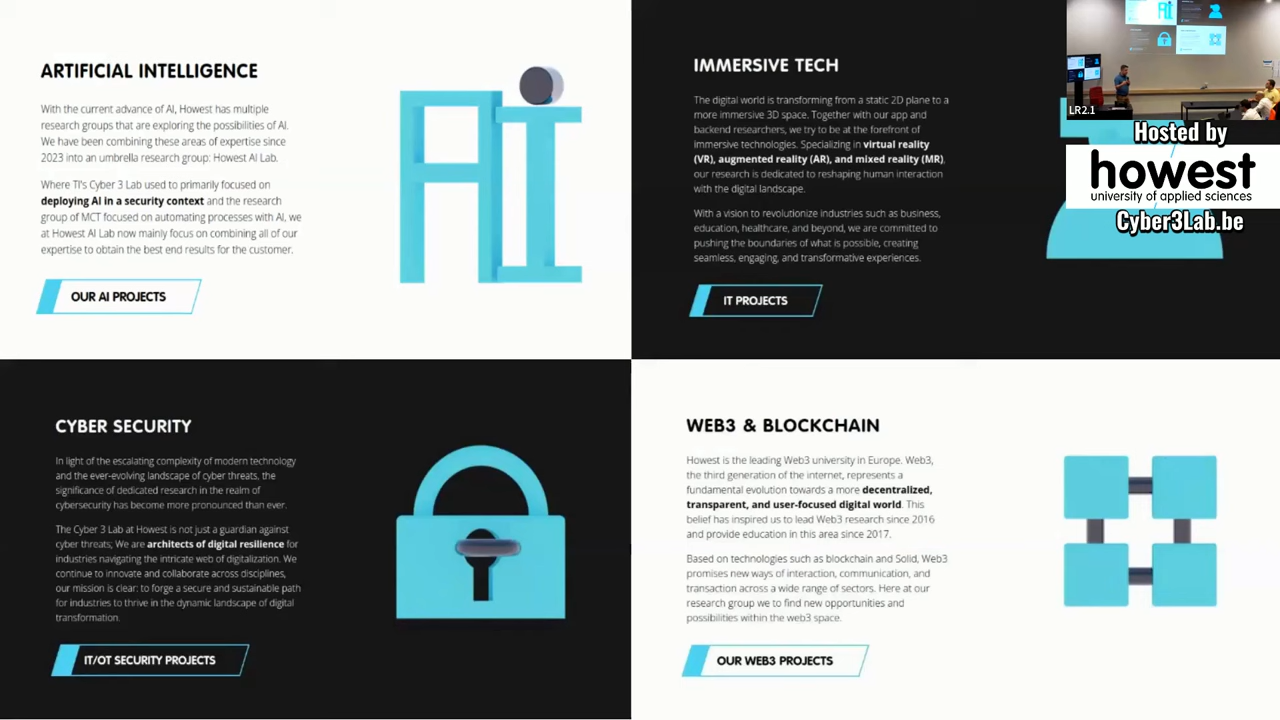 ARTIFICIAL INTELLIGENCE
With the current advance of AI, Howest has multiple
research groups that are exploring the possibilities of AI.
We have been combining these areas of expertise since
2023 into an umbrella research group: Howest AI Lab.
Where TI's Cyber 3 Lab used to primarily focused on
deploying AI in a security context and the research
group of MCT focused on automating processes with AI, we
at Howest AI Lab now mainly focus on combining all of our
expertise to obtain the best end results for the customer.
OUR AI PROJECTS
IMMERSIVE TECH
The digital world is transforming from a static 2D plane to a
more immersive 3D space. Together with our app and
backend researchers, we try to be at the forefront of
immersive technologies. Specializing in virtual reality
(VR), augmented reality (AR), and mixed reality (MR),
our research is dedicated to reshaping human interaction
with the digital landscape.
With a vision to revolutionize industries such as business,
education, healthcare, and beyond, we are committed to
pushing the boundaries of what is possible, creating
seamless, engaging, and transformative experiences.
IT PROJECTS
LR2.1
Hosted by
howest
university of applied sciences
Cyber3Lab.be
CYBER SECURITY
In light of the escalating complexity of modern technology
and the ever-evolving landscape of cyber threats, the
significance of dedicated research in the realm of
cybersecurity has become more pronounced than ever.
The Cyber 3 Lab at Howest is not just a guardian against
cyber threats; We are architects of digital resilience for
industries navigating the intricate web of digitalization. We
continue to innovate and collaborate across disciplines,
our mission is clear: to forge a secure and sustainable path
for industries to thrive in the dynamic landscape of digital
transformation.
IT/OT SECURITY PROJECTS
WEB3 & BLOCKCHAIN
Howest is the leading Web3 university in Europe. Web3,
the third generation of the internet, represents a
fundamental evolution towards a more decentralized,
transparent, and user-focused digital world. This
belief has inspired us to lead Web3 research since 2016
and provide education in this area since 2017.
Based on technologies such as blockchain and Solid, Web3
promises new ways of interaction, communication, and
transaction across a wide range of sectors. Here at our
research group we to find new opportunities and
possibilities within the web3 space.
OUR WEB3 PROJECTS